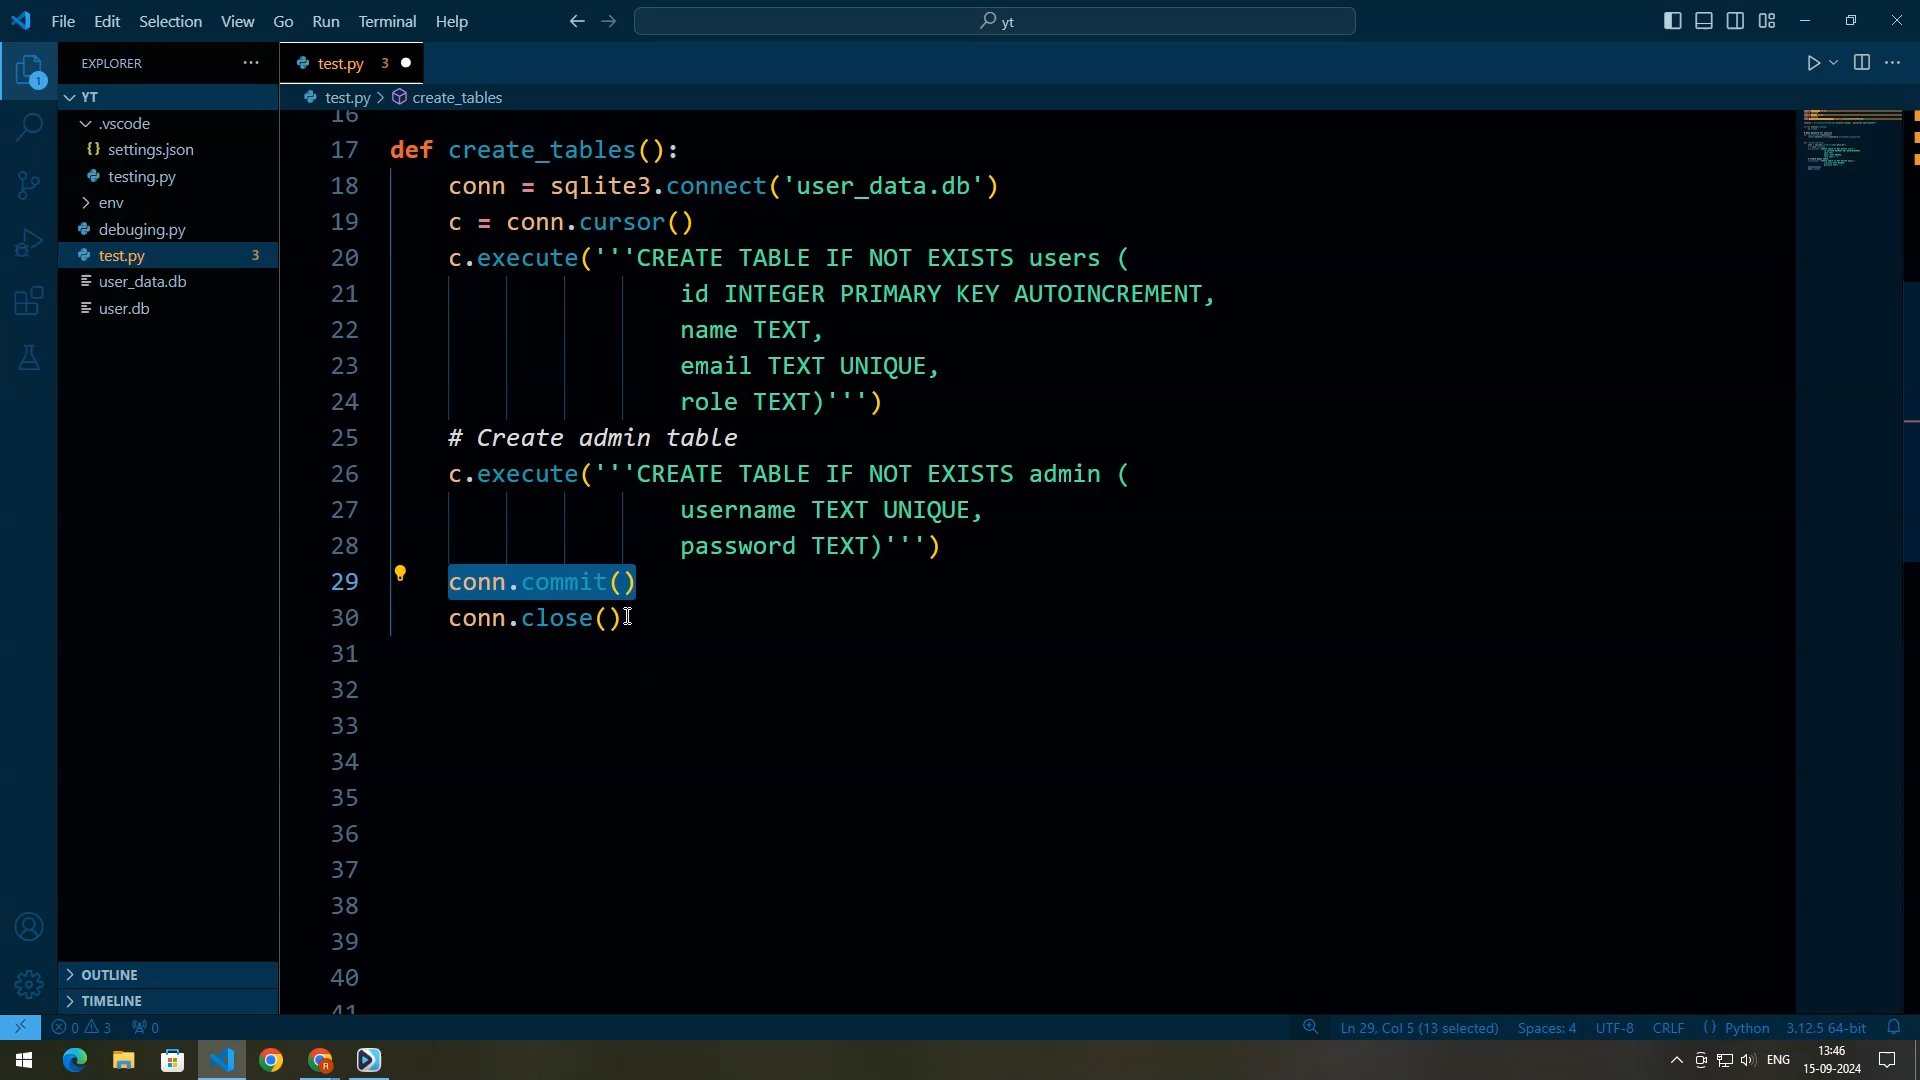 File Edit Selection View Go Run Terminal Help
yt
EXPLORER
test.py 3
YT
test.py > create_tables
.vscode
settings.json
testing.py
env
debuging.py
test.py 3
user_data.db
user.db
1
16
17 def create_tables():
18 conn = sqlite3.connect('user_data.db')
19 c = conn.cursor()
20 c.execute('''CREATE TABLE IF NOT EXISTS users (
21 id INTEGER PRIMARY KEY AUTOINCREMENT,
22 name TEXT,
23 email TEXT UNIQUE,
24 role TEXT)''')
25 # Create admin table
26 c.execute('''CREATE TABLE IF NOT EXISTS admin (
27 username TEXT UNIQUE,
28 password TEXT)''')
29 conn.commit()
30 conn.close()
31
32
33
34
35
36
37
38
39
40
41
OUTLINE
TIMELINE
0 3 0
Ln 29, Col 5 (13 selected) Spaces: 4 UTF-8 CRLF Python 3.12.5 64-bit
ENG
13:46
15-09-2024